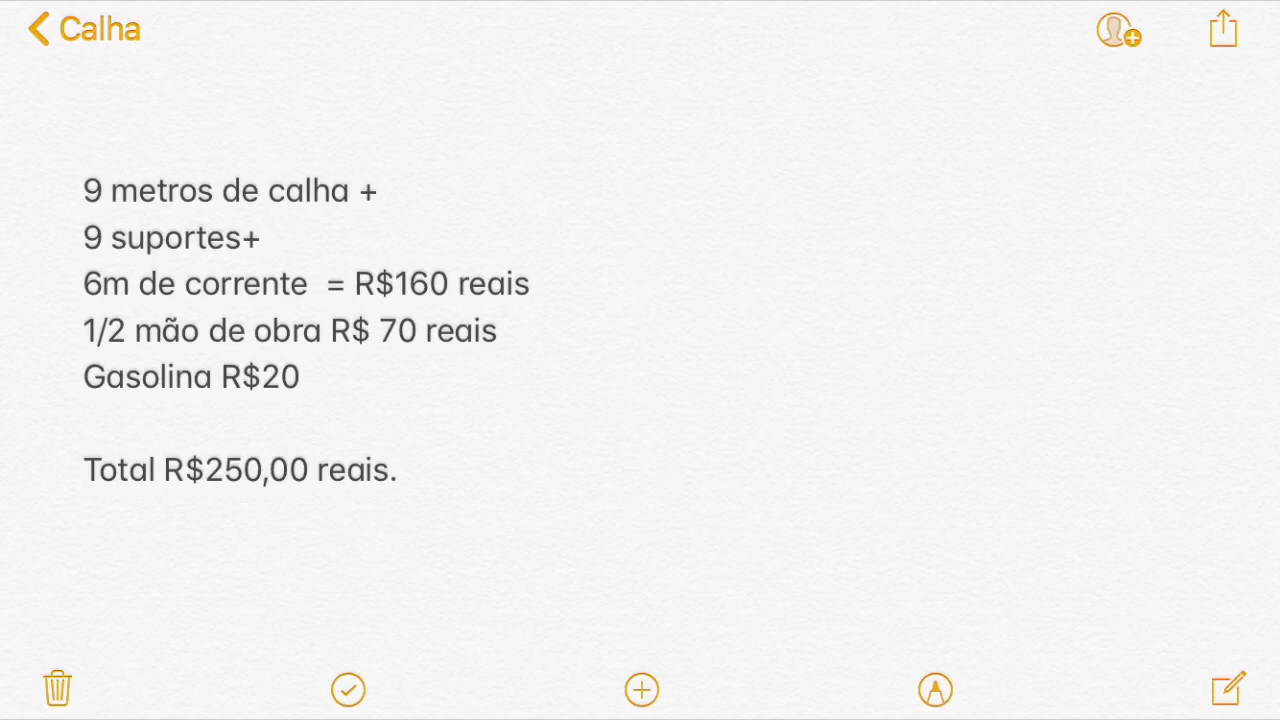 Calha
9 metros de calha +
9 suportes+
6m de corrente  = R$160 reais
1/2 mão de obra R$ 70 reais
Gasolina R$20
Total R$250,00 reais.